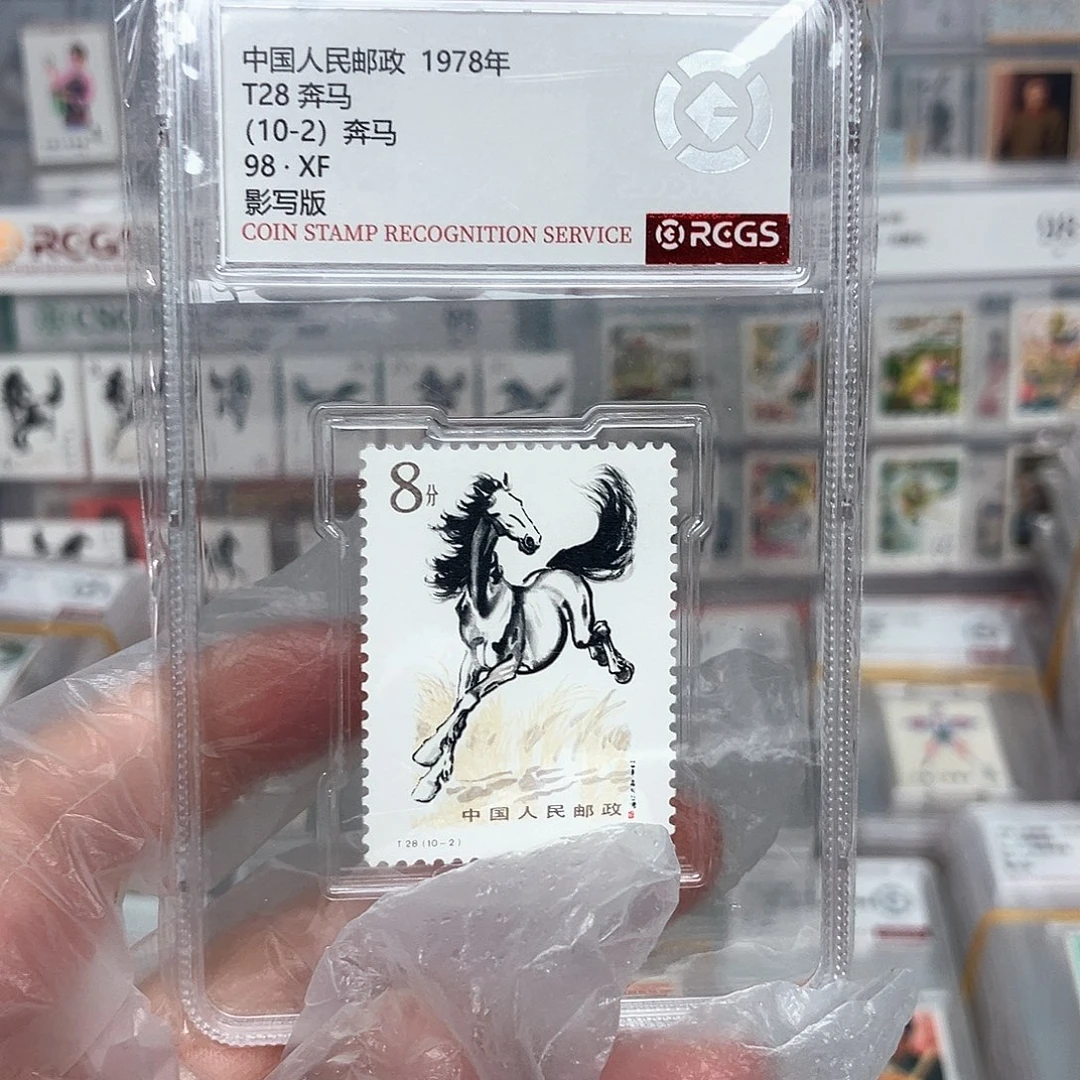 中国人民邮政 1978年
T28 奔马
(10-2) 奔马
98 · XF
影写版
COIN STAMP RECOGNITION SERVICE
RCGS
RCGS
8分
中国人民邮政
T 28 (10-2)